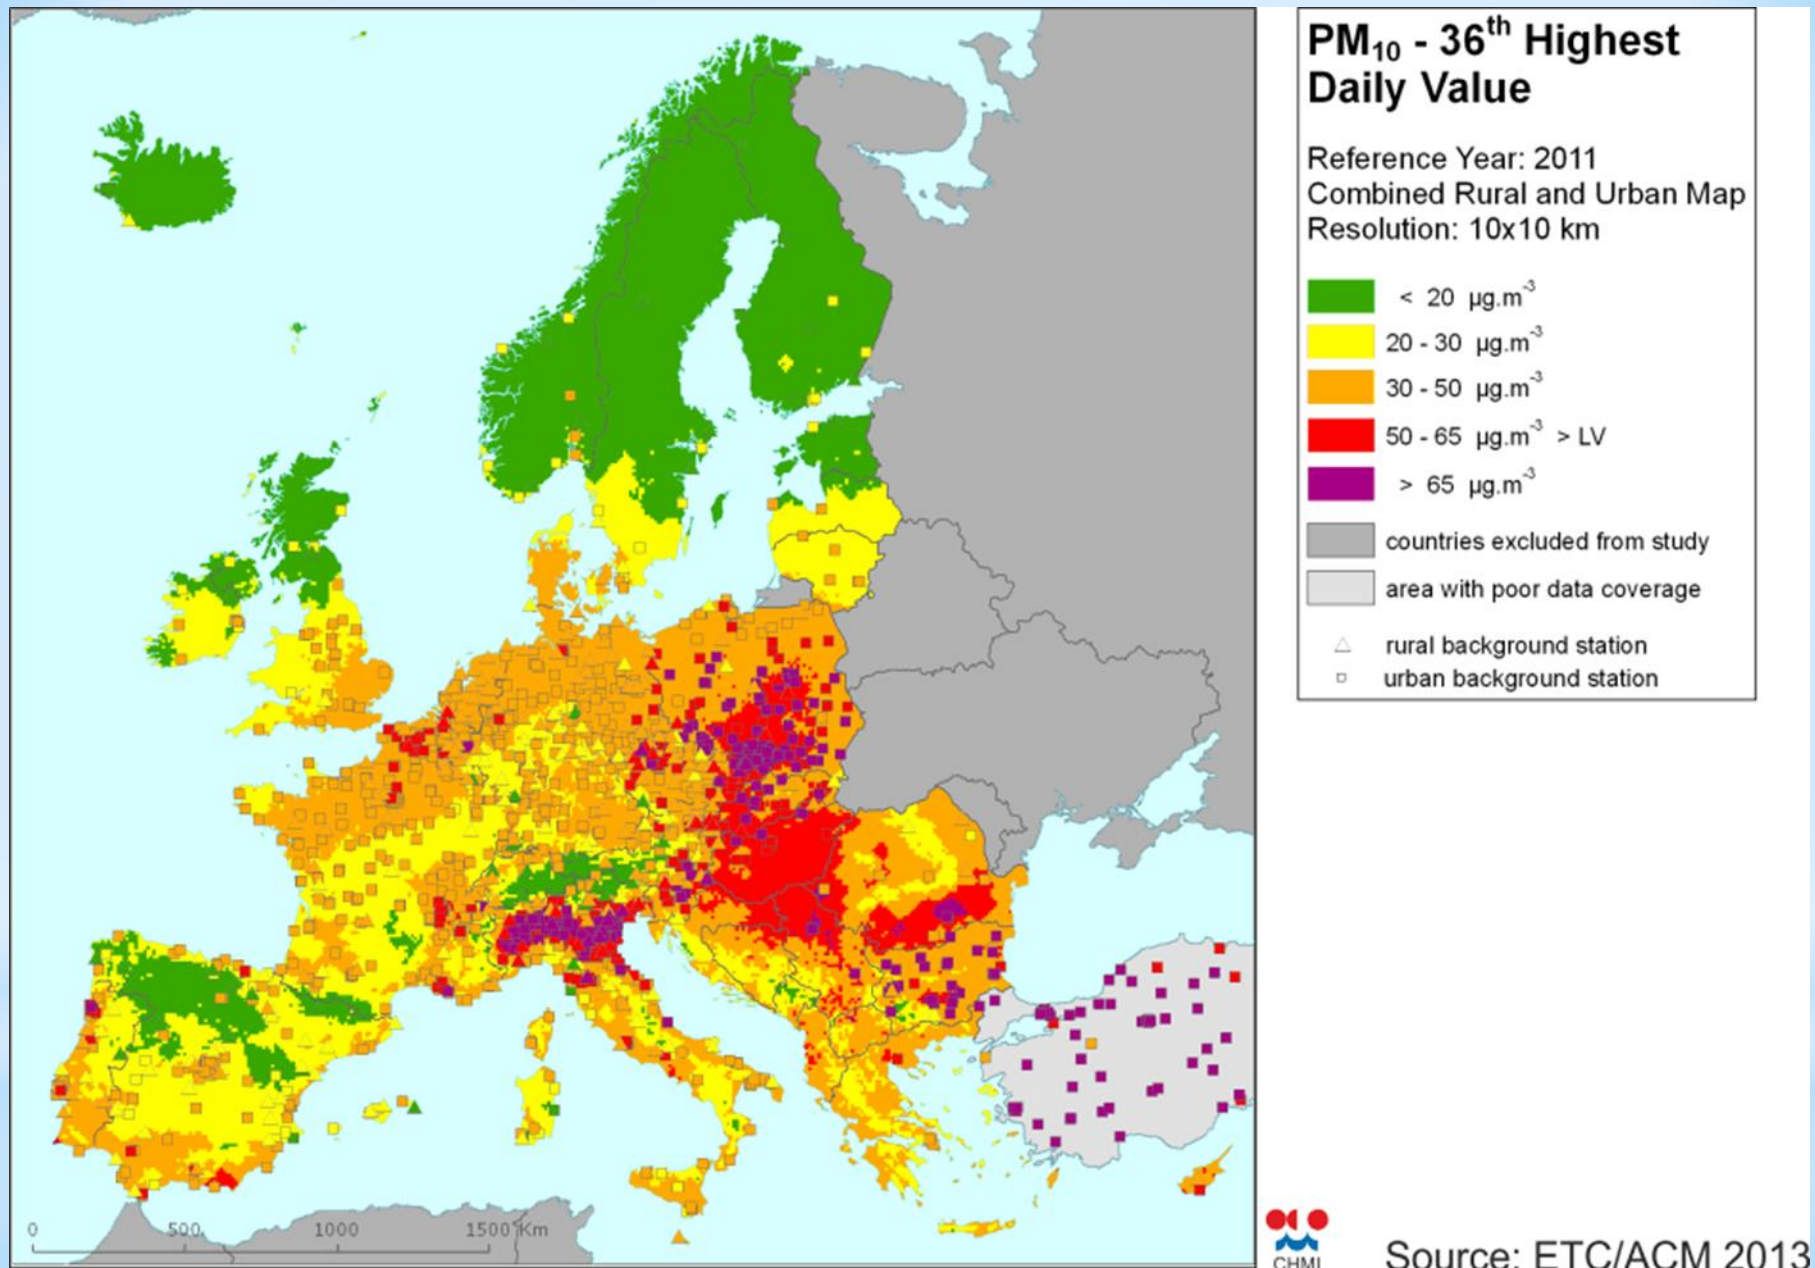 PM₁₀ - 36ᵗʰ Highest
Daily Value
Reference Year: 2011
Combined Rural and Urban Map
Resolution: 10x10 km
< 20 µg.m⁻³
20 - 30 µg.m⁻³
30 - 50 µg.m⁻³
50 - 65 µg.m⁻³ > LV
> 65 µg.m⁻³
countries excluded from study
area with poor data coverage
rural background station
urban background station
0 500 1000 1500 Km
CHMI
Source: ETC/ACM 2013